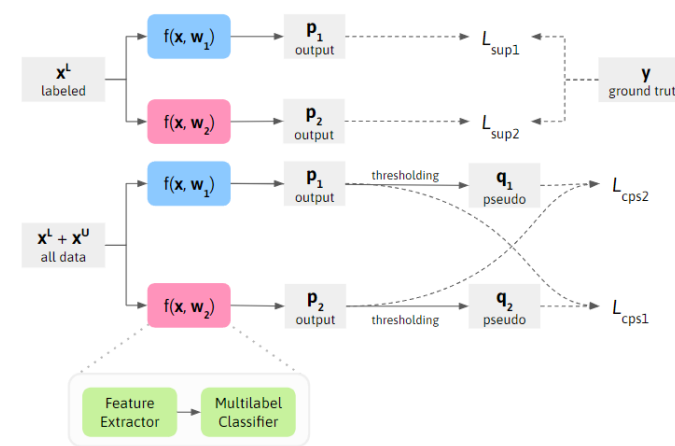 f(x, w1)
p1
output
Lsup1
xL
labeled
y
ground trut
f(x, w2)
p2
output
Lsup2
f(x, w1)
p1
output
thresholding
q1
pseudo
Lcps2
xL + xU
all data
f(x, w2)
p2
output
thresholding
q2
pseudo
Lcps1
Feature
Extractor
Multilabel
Classifier